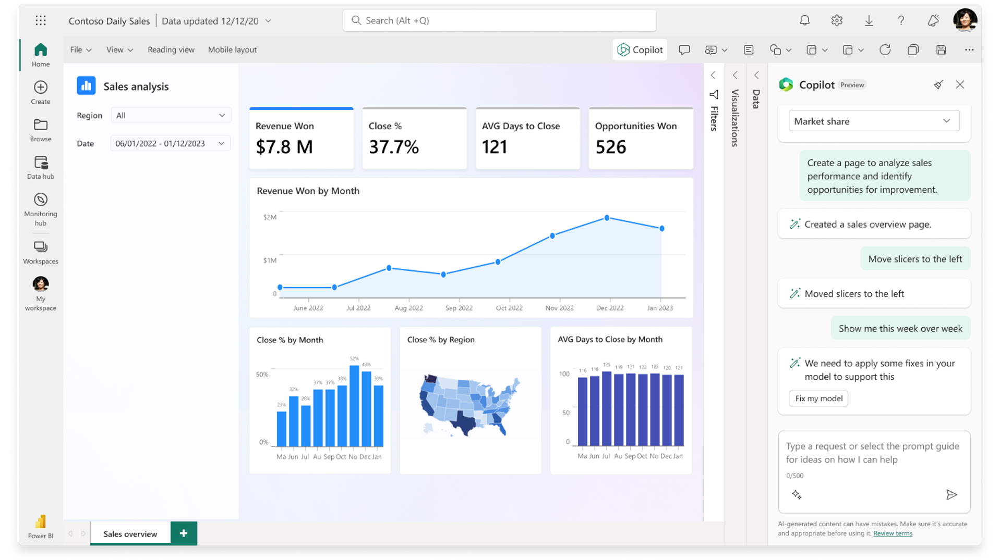 Contoso Daily Sales
Data updated 12/12/20
Search (Alt +Q)
File
View
Reading view
Mobile layout
Copilot
Home
Create
Browse
Data hub
Monitoring
hub
Workspaces
My
workspace
Power BI
Sales analysis
Region
All
Date
06/01/2022 - 01/12/2023
Revenue Won
$7.8 M
Close %
37.7%
AVG Days to Close
121
Opportunities Won
526
Revenue Won by Month
$2M
$1M
0
June 2022
Jul 2022
Aug 2022
Sep 2022
Oct 2022
Nov 2022
Dec 2022
Jan 2023
Close % by Month
50%
0%
23%
32%
26%
37%
37%
38%
52%
49%
39%
Ma Jun Jul Au Sep Oct No Dec Jan
Close % by Region
AVG Days to Close by Month
100
50
0
116 118 125 119 121 122 123 120 121
Ma Jun Jul Au Sep Oct No Dec Jan
Sales overview
Filters
Visualizations
Data
Copilot
Preview
Market share
Create a page to analyze sales
performance and identify
opportunities for improvement.
Created a sales overview page.
Move slicers to the left
Moved slicers to the left
Show me this week over week
We need to apply some fixes in your
model to support this
Fix my model
Type a request or select the prompt guide
for ideas on how I can help
0/500
AI-generated content can have mistakes. Make sure it's accurate
and appropriate before using it. Review terms